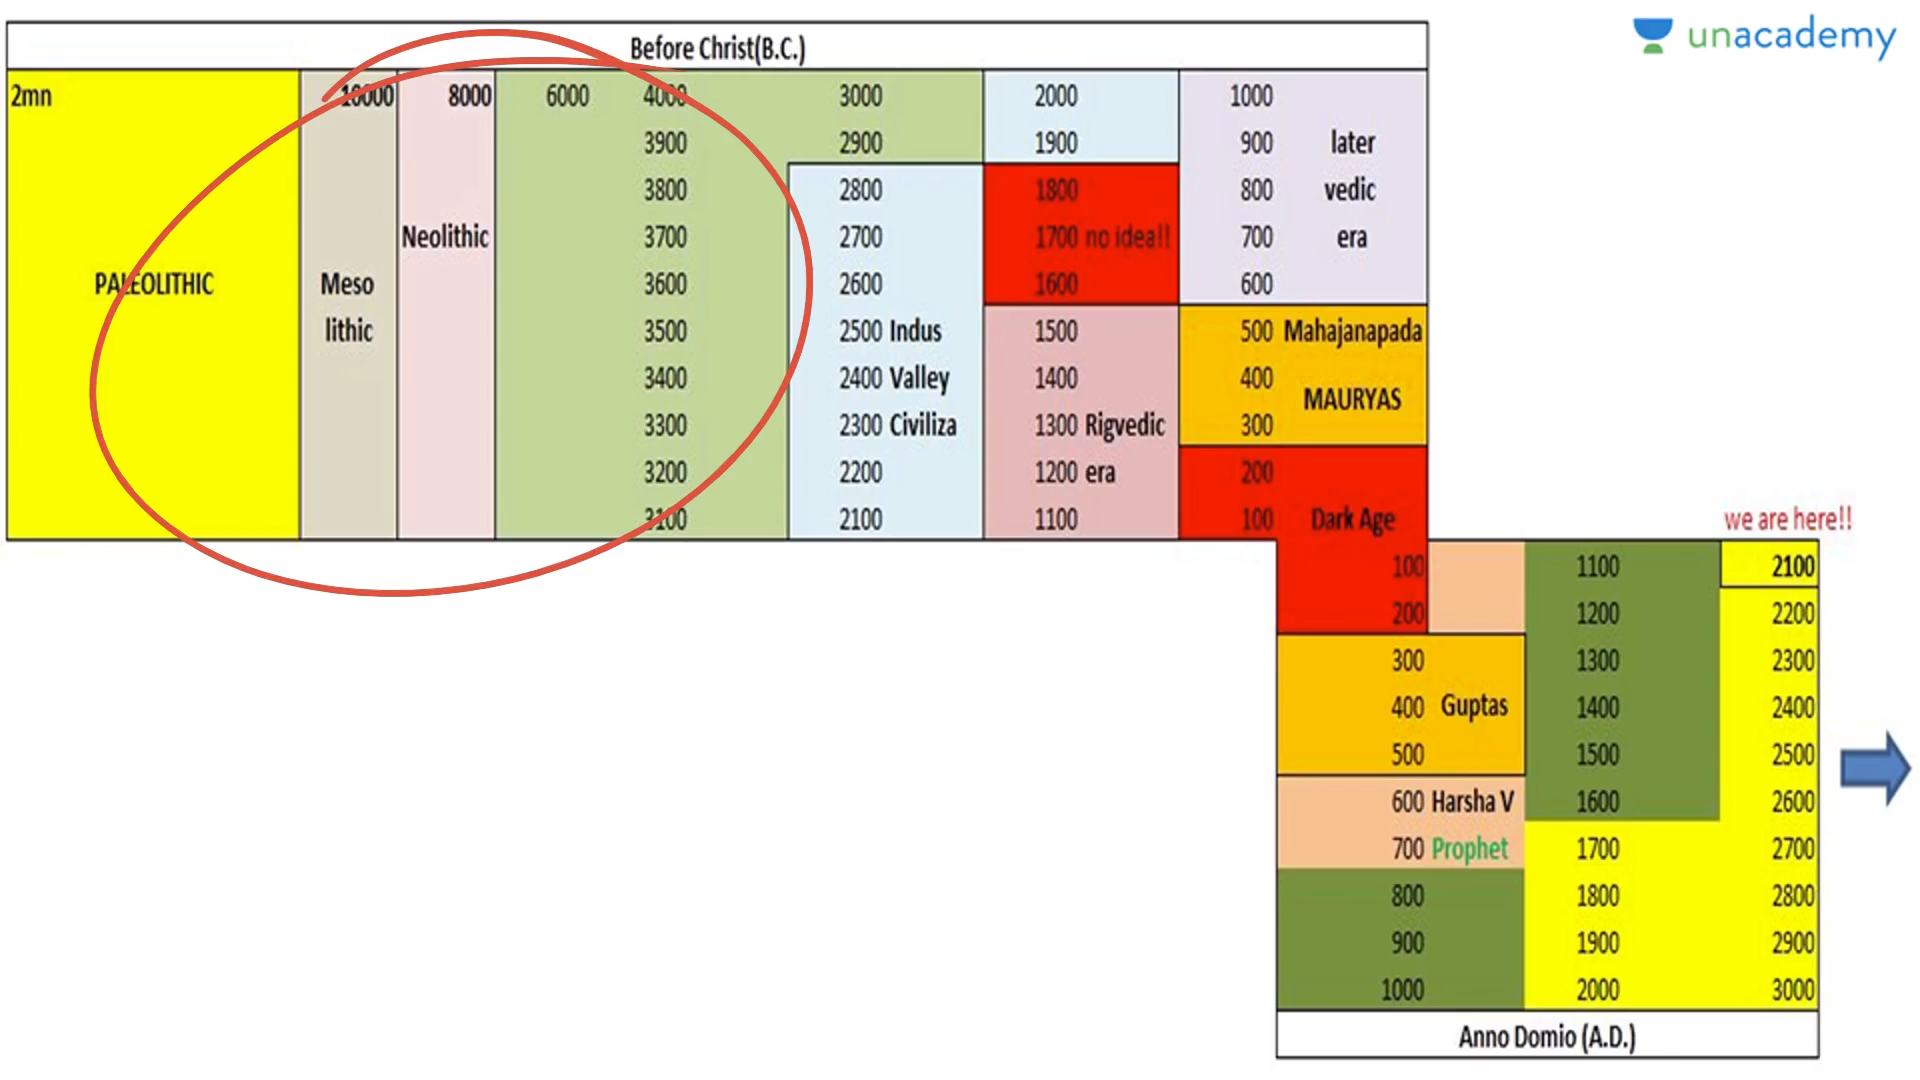 unacademy
Before Christ(B.C.)
2mn 10000 8000 6000 4000 3000 2000 1000
3900 2900 1900 900 later
3800 2800 1800 800 vedic
Neolithic 3700 2700 1700 no idea!! 700 era
PALEOLITHIC Meso 3600 2600 1600 600
lithic 3500 2500 Indus 1500 500 Mahajanapada
3400 2400 Valley 1400 400 MAURYAS
3300 2300 Civiliza 1300 Rigvedic 300
3200 2200 1200 era 200
3100 2100 1100 100 Dark Age we are here!!
100 1100 2100
200 1200 2200
300 1300 2300
400 Guptas 1400 2400
500 1500 2500
600 Harsha V 1600 2600
700 Prophet 1700 2700
800 1800 2800
900 1900 2900
1000 2000 3000
Anno Domio (A.D.)